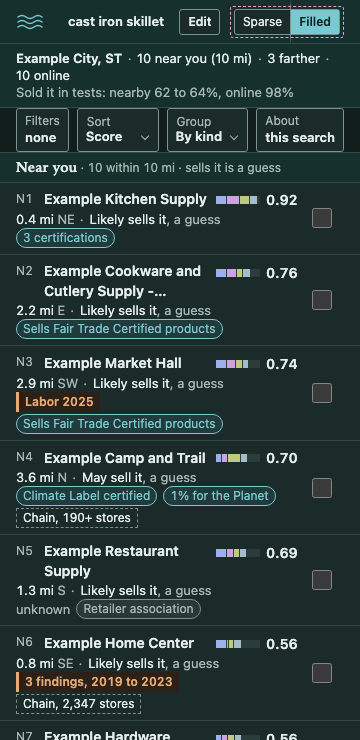 cast iron skillet Edit Sparse Filled
Example City, ST · 10 near you (10 mi) · 3 farther ·
10 online
Sold it in tests: nearby 62 to 64%, online 98%
Filters Sort Group About
none Score By kind this search
Near you · 10 within 10 mi · sells it is a guess
N1 Example Kitchen Supply 0.92
0.4 mi NE · Likely sells it, a guess
3 certifications
N2 Example Cookware and 0.76
Cutlery Supply -...
2.2 mi E · Likely sells it, a guess
Sells Fair Trade Certified products
N3 Example Market Hall 0.74
2.9 mi SW · Likely sells it, a guess
Labor 2025
Sells Fair Trade Certified products
N4 Example Camp and Trail 0.70
3.6 mi N · May sell it, a guess
Climate Label certified 1% for the Planet
Chain, 190+ stores
N5 Example Restaurant 0.69
Supply
1.3 mi S · Likely sells it, a guess
unknown Retailer association
N6 Example Home Center 0.56
0.8 mi SE · Likely sells it, a guess
3 findings, 2019 to 2023
Chain, 2,347 stores
N7 Example Hardware 0.56